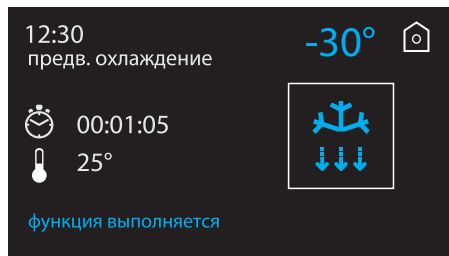 12:30
-30°
предв. охлаждение
00:01:05
25°
функция выполняется